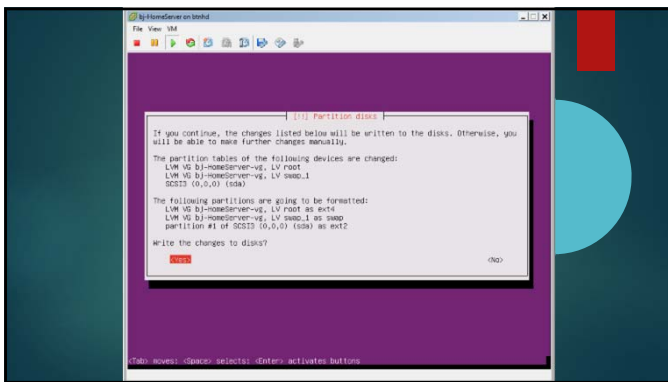 bj-HomeServer on btnhd
File View VM
[!!] Partition disks
If you continue, the changes listed below will be written to the disks. Otherwise, you
will be able to make further changes manually.
The partition tables of the following devices are changed:
LVM VG bj-HomeServer-vg, LV root
LVM VG bj-HomeServer-vg, LV swap_1
SCSI3 (0,0,0) (sda)
The following partitions are going to be formatted:
LVM VG bj-HomeServer-vg, LV root as ext4
LVM VG bj-HomeServer-vg, LV swap_1 as swap
partition #1 of SCSI3 (0,0,0) (sda) as ext2
Write the changes to disks?
<Yes> <No>
<Tab> moves; <Space> selects; <Enter> activates buttons